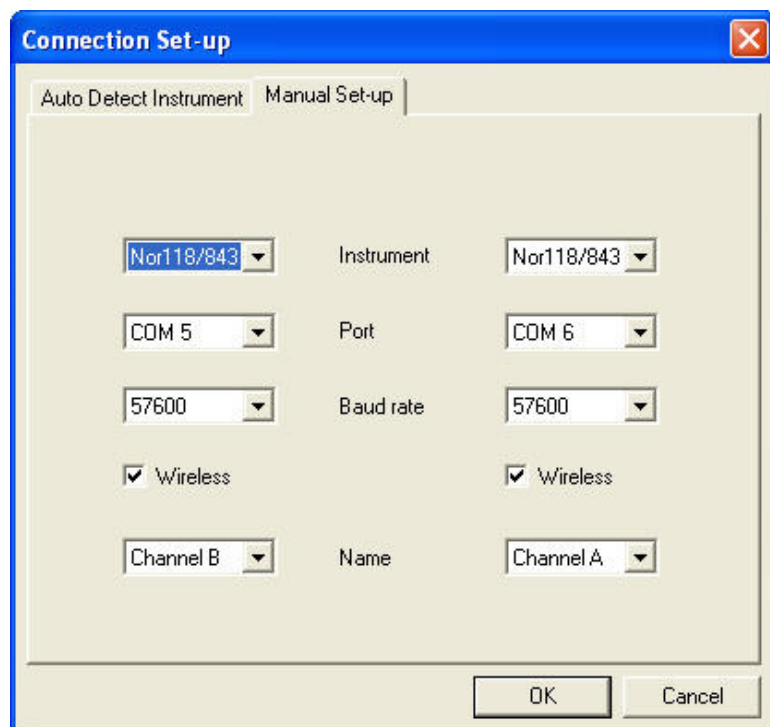 Connection Set-up
Auto Detect Instrument Manual Set-up
Nor118/843 Instrument Nor118/843
COM 5 Port COM 6
57600 Baud rate 57600
Wireless Wireless
Channel B Name Channel A
OK Cancel